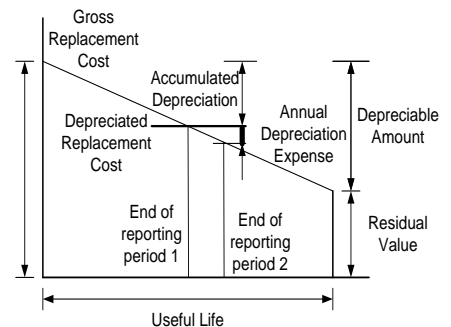 Gross
Replacement
Cost
Accumulated
Depreciation
Depreciated
Replacement
Cost
Annual
Depreciation
Expense
Depreciable
Amount
End of
reporting
period 1
End of
reporting
period 2
Residual
Value
Useful Life